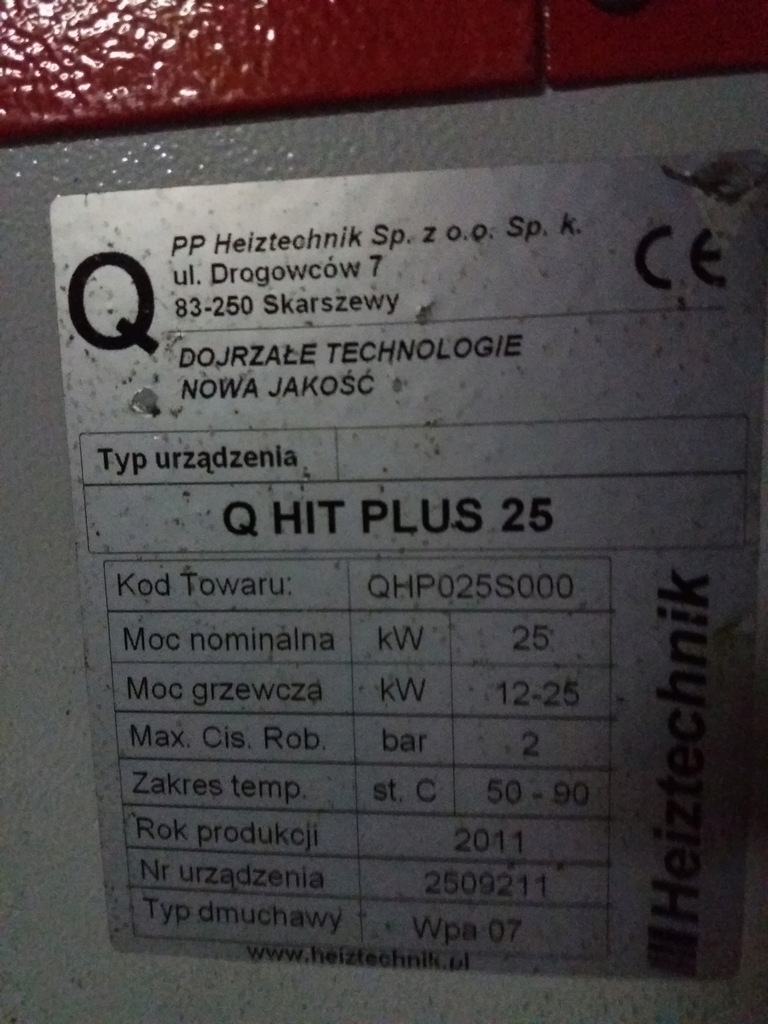 Q
PP Heiztechnik Sp. z o.o. Sp. k.
ul. Drogowców 7
83-250 Skarszewy
CE
DOJRZAŁE TECHNOLOGIE
NOWA JAKOŚĆ
Typ urządzenia
Q HIT PLUS 25
Kod Towaru: QHP025S000
Moc nominalna kW 25
Moc grzewcza kW 12-25
Max. Cis. Rob. bar 2
Zakres temp. st. C 50 - 90
Rok produkcji 2011
Nr urządzenia 2509211
Typ dmuchawy Wpa 07
www.heiztechnik.pl
Heiztechnik